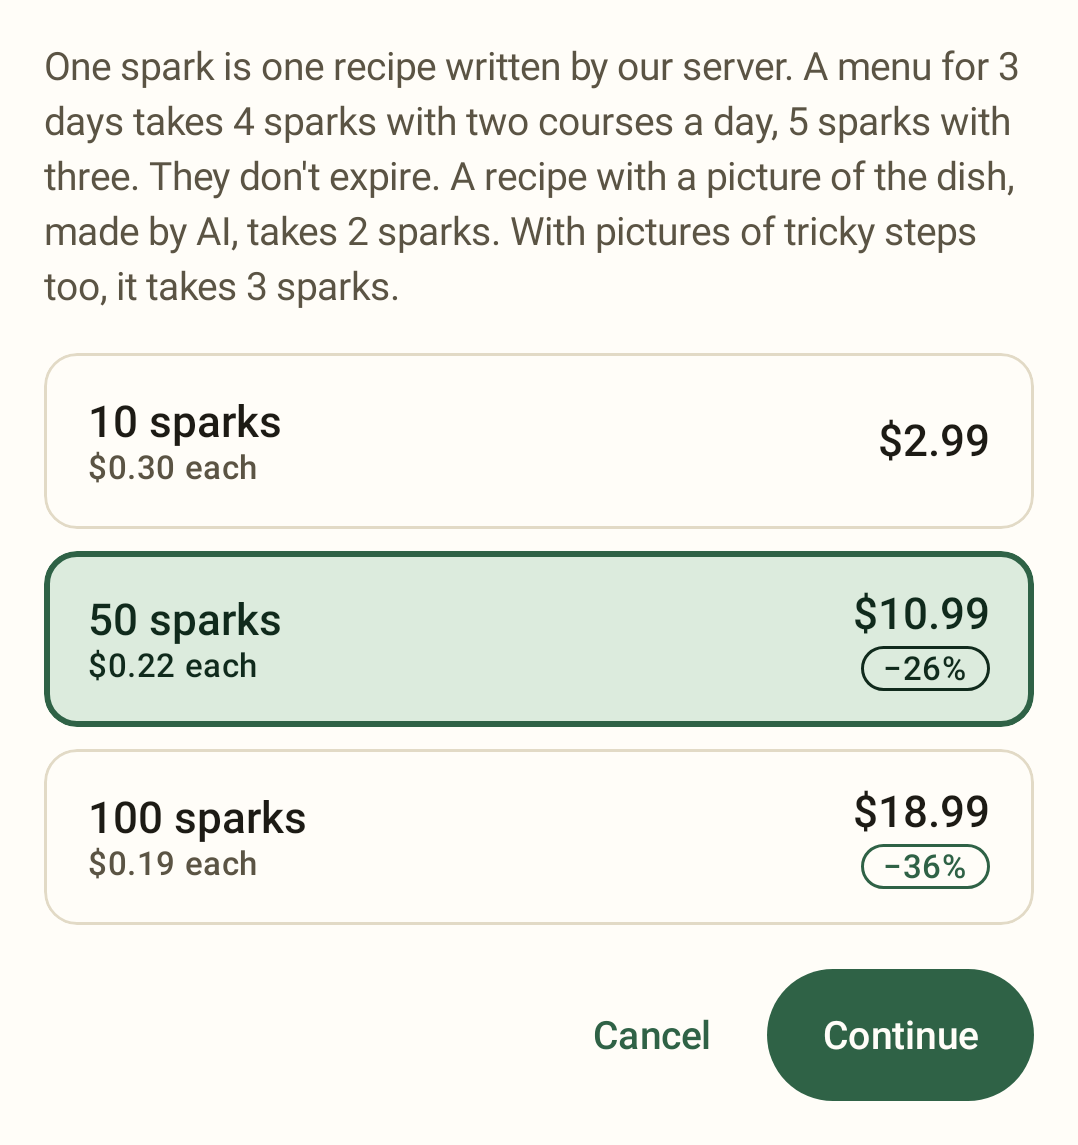 One spark is one recipe written by our server. A menu for 3
days takes 4 sparks with two courses a day, 5 sparks with
three. They don't expire. A recipe with a picture of the dish,
made by AI, takes 2 sparks. With pictures of tricky steps
too, it takes 3 sparks.
10 sparks
$0.30 each
$2.99
50 sparks
$0.22 each
$10.99
−26%
100 sparks
$0.19 each
$18.99
−36%
Cancel
Continue